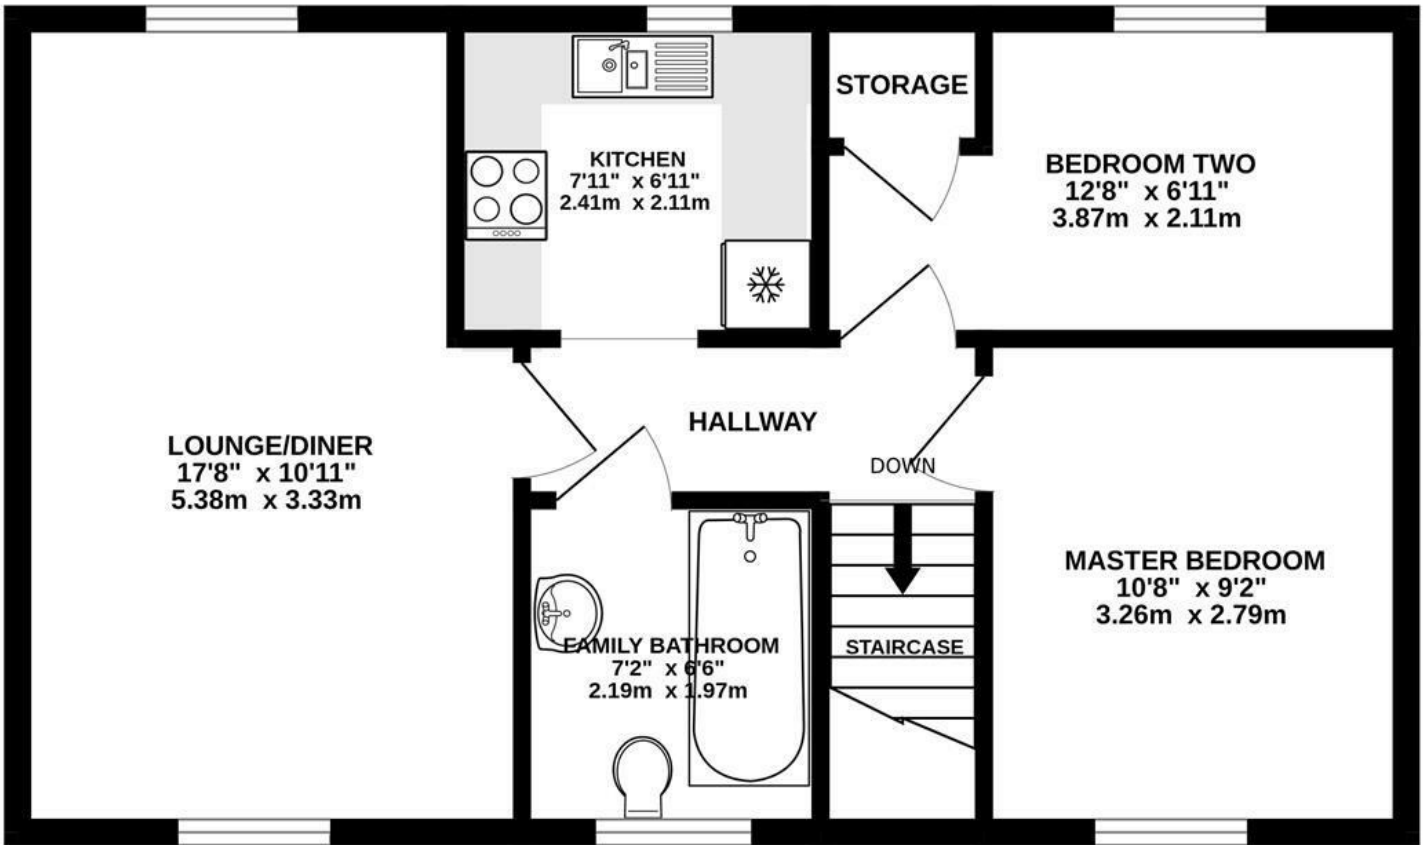 STORAGE
KITCHEN
7'11" x 6'11"
2.41m x 2.11m
BEDROOM TWO
12'8" x 6'11"
3.87m x 2.11m
HALLWAY
DOWN
LOUNGE/DINER
17'8" x 10'11"
5.38m x 3.33m
MASTER BEDROOM
10'8" x 9'2"
3.26m x 2.79m
FAMILY BATHROOM
7'2" x 6'6"
2.19m x 1.97m
STAIRCASE